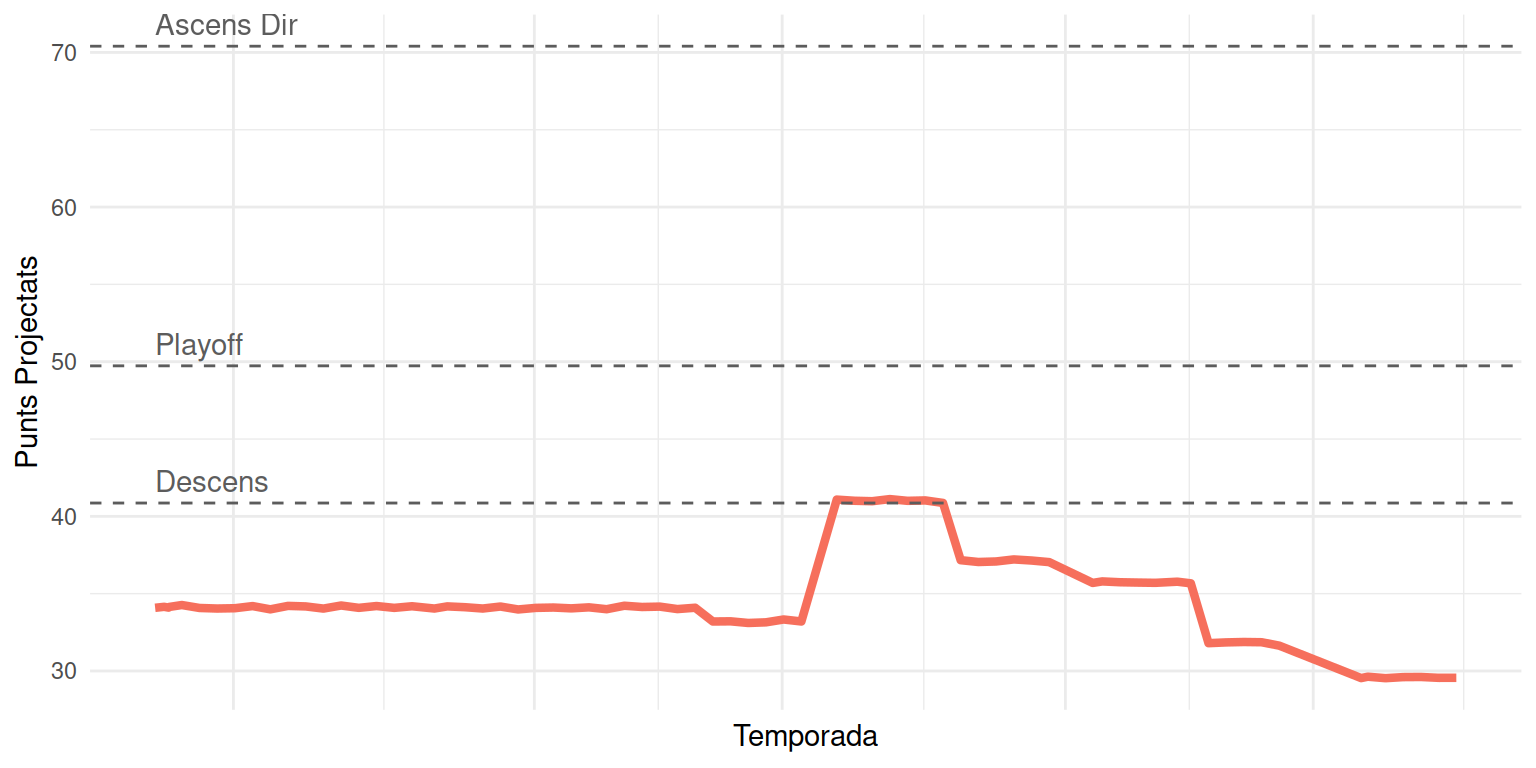 Ascens Dir
70
60
Playoff
50
Descens
40
30
Punts Projectats
Temporada